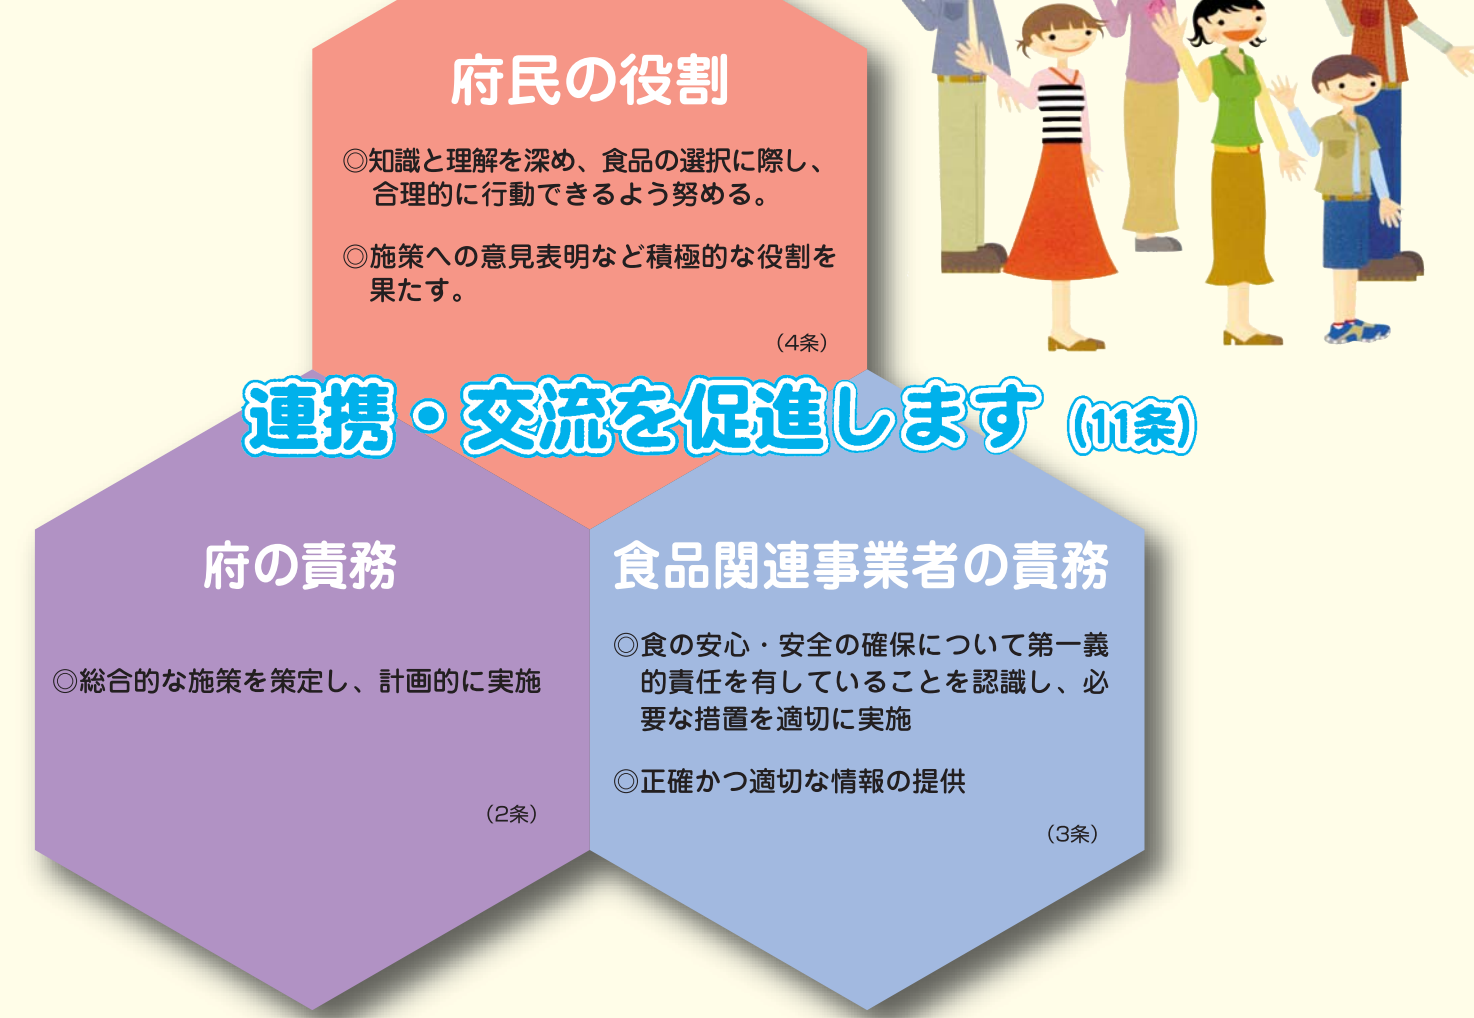 府民の役割
◎知識と理解を深め、食品の選択に際し、
合理的に行動できるよう努める。
◎施策への意見表明など積極的な役割を
果たす。
（4条）
連携・交流を促進します（11条）
府の責務
◎総合的な施策を策定し、計画的に実施
（2条）
食品関連事業者の責務
◎食の安心・安全の確保について第一義
的責任を有していることを認識し、必
要な措置を適切に実施
◎正確かつ適切な情報の提供
（3条）